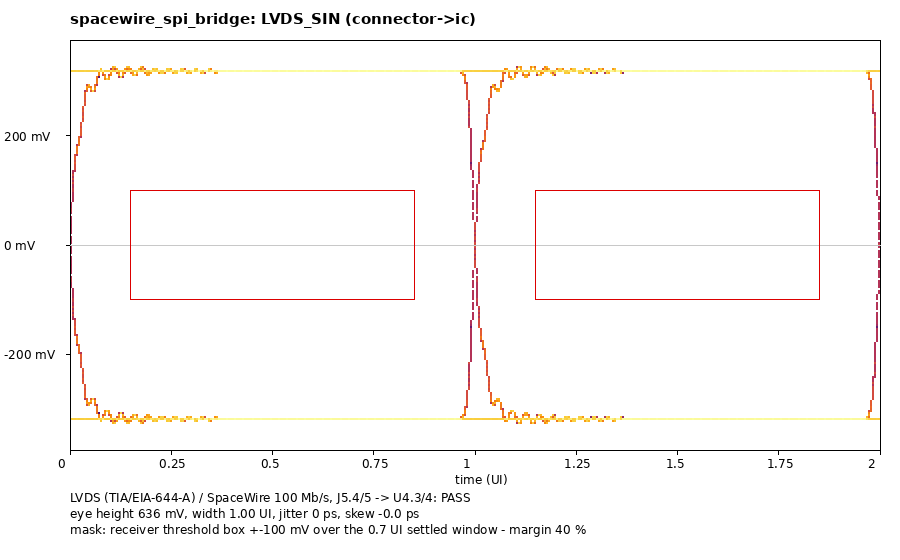 spacewire_spi_bridge: LVDS_SIN (connector->ic)
200 mV
0 mV
-200 mV
0 0.25 0.5 0.75 1 1.25 1.5 1.75 2
time (UI)
LVDS (TIA/EIA-644-A) / SpaceWire 100 Mb/s, J5.4/5 -> U4.3/4: PASS
eye height 636 mV, width 1.00 UI, jitter 0 ps, skew -0.0 ps
mask: receiver threshold box +-100 mV over the 0.7 UI settled window - margin 40 %